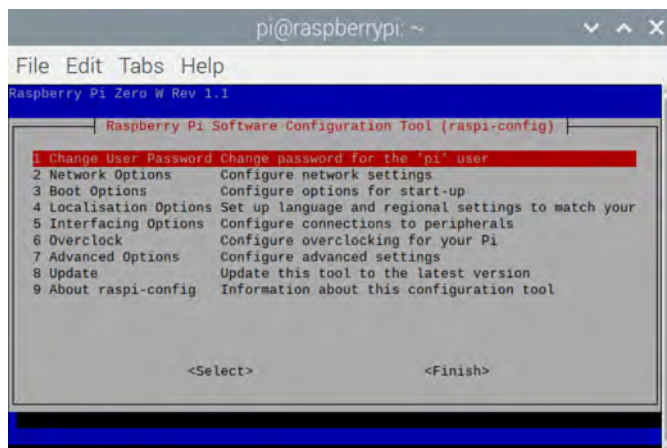 pi@raspberrypi: ~
File Edit Tabs Help
Raspberry Pi Zero W Rev 1.1
Raspberry Pi Software Configuration Tool (raspi-config)
1 Change User Password Change password for the 'pi' user
2 Network Options Configure network settings
3 Boot Options Configure options for start-up
4 Localisation Options Set up language and regional settings to match your
5 Interfacing Options Configure connections to peripherals
6 Overclock Configure overclocking for your Pi
7 Advanced Options Configure advanced settings
8 Update Update this tool to the latest version
9 About raspi-config Information about this configuration tool
<Select> <Finish>